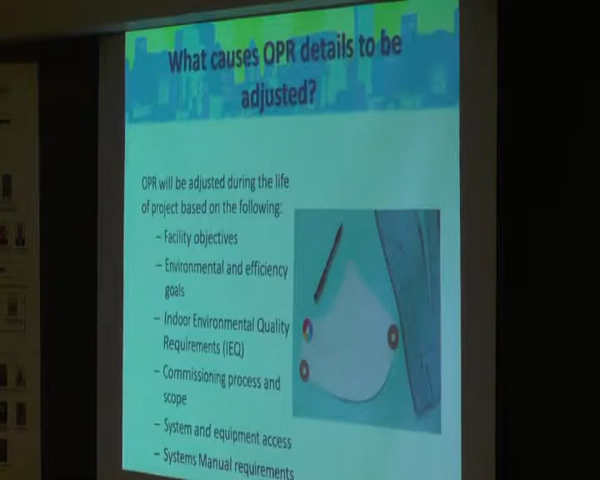 What causes OPR details to be
adjusted?
OPR will be adjusted during the life
of project based on the following:
– Facility objectives
– Environmental and efficiency
goals
– Indoor Environmental Quality
Requirements (IEQ)
– Commissioning process and
scope
– System and equipment access
– Systems Manual requirements